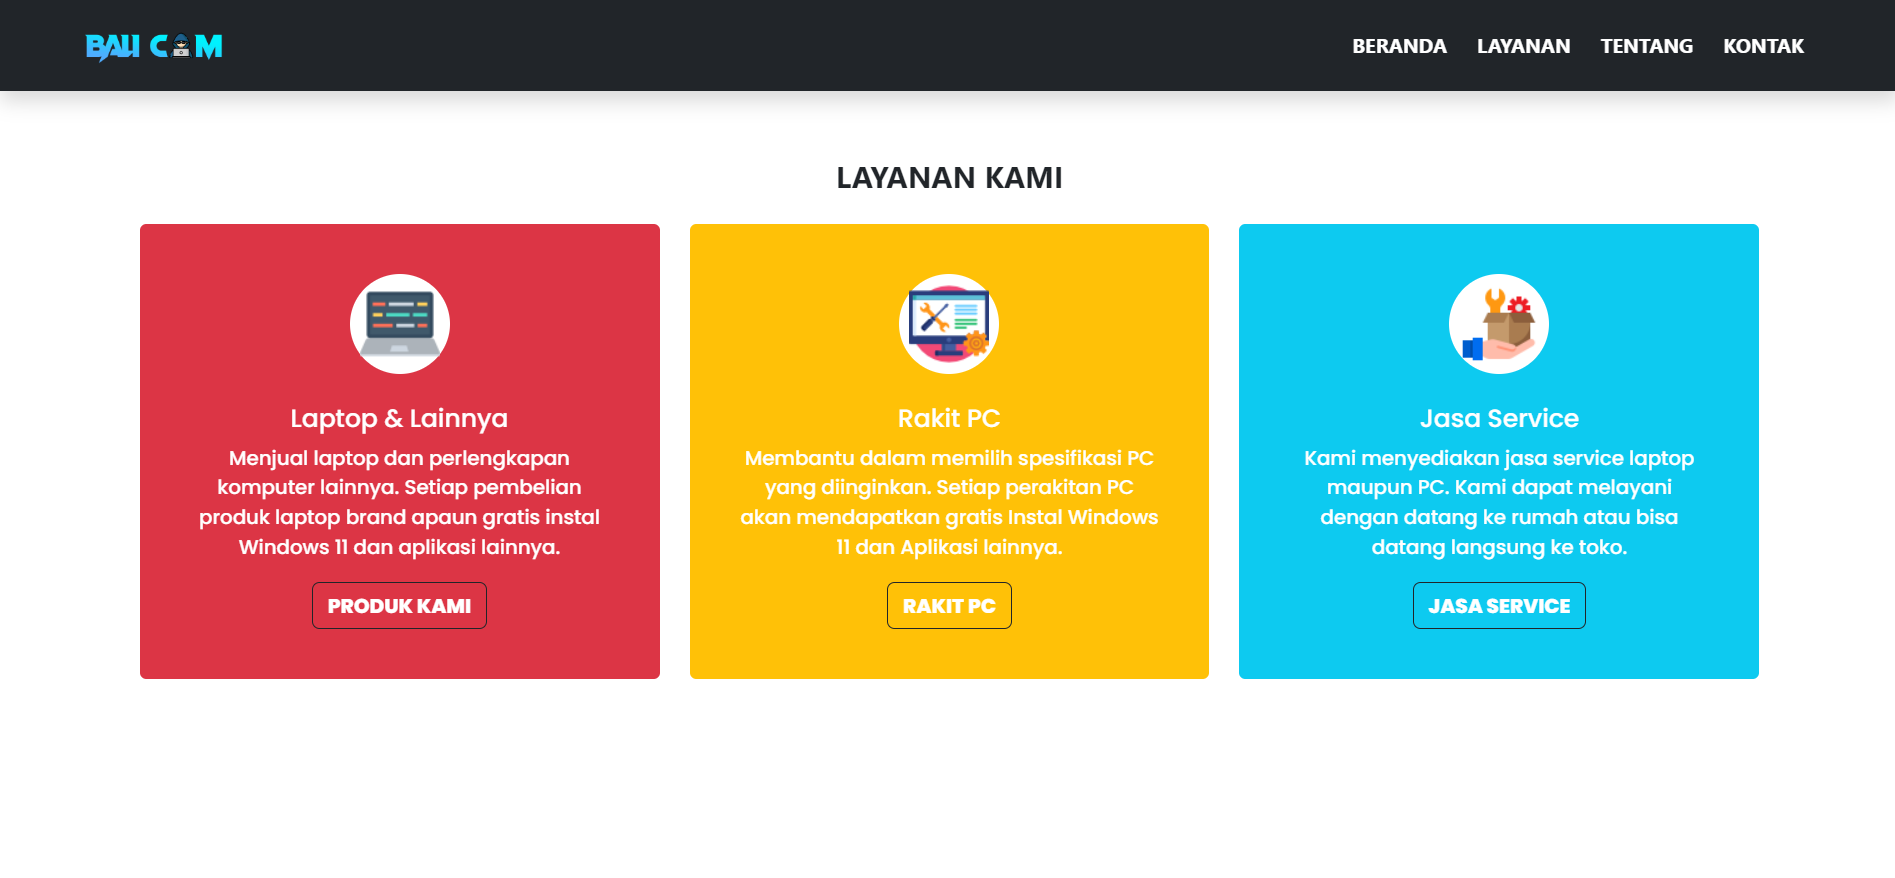 BALI COM
BERANDA LAYANAN TENTANG KONTAK
LAYANAN KAMI
Laptop & Lainnya
Menjual laptop dan perlengkapan
komputer lainnya. Setiap pembelian
produk laptop brand apaun gratis instal
Windows 11 dan aplikasi lainnya.
PRODUK KAMI
Rakit PC
Membantu dalam memilih spesifikasi PC
yang diinginkan. Setiap perakitan PC
akan mendapatkan gratis Instal Windows
11 dan Aplikasi lainnya.
RAKIT PC
Jasa Service
Kami menyediakan jasa service laptop
maupun PC. Kami dapat melayani
dengan datang ke rumah atau bisa
datang langsung ke toko.
JASA SERVICE